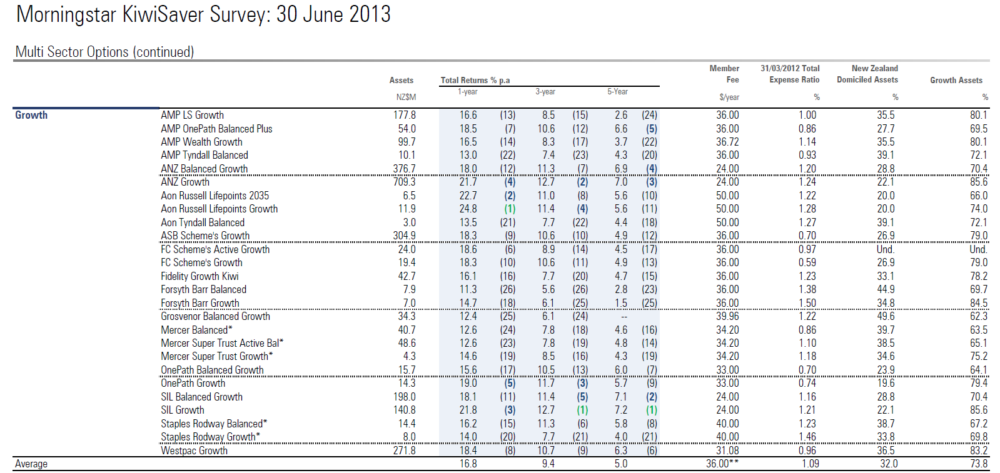 Morningstar KiwiSaver Survey: 30 June 2013
Multi Sector Options (continued)
Member 31/03/2012 Total New Zealand
Assets Total Returns % p.a Fee Expense Ratio Domiciled Assets Growth Assets
NZ$M 1-year 3-year 5-Year $/year % % %
Growth AMP LS Growth 177.8 16.6 (13) 8.5 (15) 2.6 (24) 36.00 1.00 35.5 80.1
AMP OnePath Balanced Plus 54.0 18.5 (7) 10.6 (12) 6.6 (5) 36.00 0.86 27.7 69.5
AMP Wealth Growth 99.7 16.5 (14) 8.3 (17) 3.7 (22) 36.72 1.14 35.5 80.1
AMP Tyndall Balanced 10.1 13.0 (22) 7.4 (23) 4.3 (20) 36.00 0.93 39.1 72.1
ANZ Balanced Growth 376.7 18.0 (12) 11.3 (7) 6.9 (4) 24.00 1.20 28.8 70.4
ANZ Growth 709.3 21.7 (4) 12.7 (2) 7.0 (3) 24.00 1.24 22.1 85.6
Aon Russell Lifepoints 2035 6.5 22.7 (2) 11.0 (8) 5.6 (10) 50.00 1.22 20.0 66.0
Aon Russell Lifepoints Growth 11.9 24.8 (1) 11.4 (4) 5.6 (11) 50.00 1.28 20.0 74.0
Aon Tyndall Balanced 3.0 13.5 (21) 7.7 (22) 4.4 (18) 50.00 1.27 39.1 72.1
ASB Scheme's Growth 304.9 18.3 (9) 10.6 (10) 4.9 (12) 36.00 0.70 26.9 79.0
FC Scheme's Active Growth 24.0 18.6 (6) 8.9 (14) 4.5 (17) 36.00 0.97 Und. Und.
FC Scheme's Growth 19.4 18.3 (10) 10.6 (11) 4.9 (13) 36.00 0.59 26.9 79.0
Fidelity Growth Kiwi 42.7 16.1 (16) 7.7 (20) 4.7 (15) 36.00 1.23 33.1 78.2
Forsyth Barr Balanced 7.9 11.3 (26) 5.6 (26) 2.8 (23) 36.00 1.38 44.9 69.7
Forsyth Barr Growth 7.0 14.7 (18) 6.1 (25) 1.5 (25) 36.00 1.50 34.8 84.5
Grosvenor Balanced Growth 34.3 12.4 (25) 6.1 (24) -- 39.96 1.22 49.6 62.3
Mercer Balanced* 40.7 12.6 (24) 7.8 (18) 4.6 (16) 34.20 0.86 39.7 63.5
Mercer Super Trust Active Bal* 48.6 12.6 (23) 7.8 (19) 4.8 (14) 34.20 1.10 38.5 65.1
Mercer Super Trust Growth* 4.3 14.6 (19) 8.5 (16) 4.3 (19) 34.20 1.18 34.6 75.2
OnePath Balanced Growth 15.7 15.6 (17) 10.5 (13) 6.0 (7) 33.00 0.70 23.9 64.1
OnePath Growth 14.3 19.0 (5) 11.7 (3) 5.7 (9) 33.00 0.74 19.6 79.4
SIL Balanced Growth 198.0 18.1 (11) 11.4 (5) 7.1 (2) 24.00 1.16 28.8 70.4
SIL Growth 140.8 21.8 (3) 12.7 (1) 7.2 (1) 24.00 1.21 22.1 85.6
Staples Rodway Balanced* 14.4 16.2 (15) 11.3 (6) 5.8 (8) 40.00 1.23 38.7 67.2
Staples Rodway Growth* 8.0 14.0 (20) 7.7 (21) 4.0 (21) 40.00 1.46 33.8 69.8
Westpac Growth 271.8 18.4 (8) 10.7 (9) 6.3 (6) 31.08 0.96 36.5 83.2
Average 16.8 9.4 5.0 36.00** 1.09 32.0 73.8